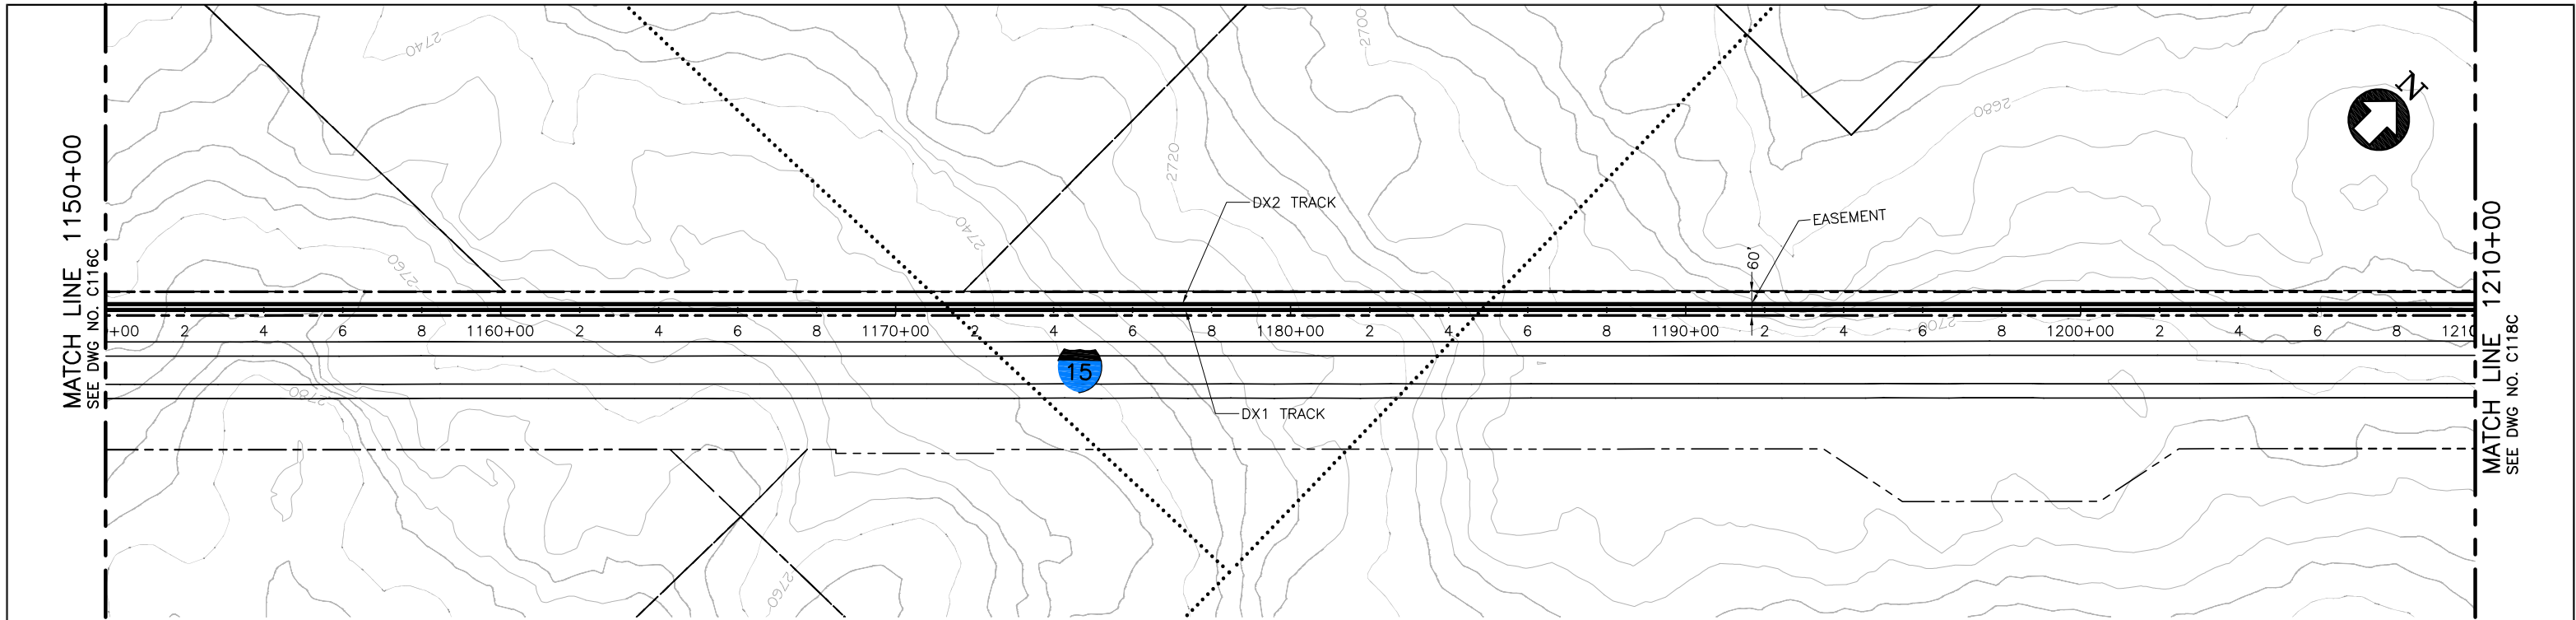 2740
2700
N
2680
MATCH LINE 1150+00
SEE DWG NO. C116C
2720
DX2 TRACK
EASEMENT
2740
2760
60'
+00 2 4 6 8 1160+00 2 4 6 8 1170+00 2 4 6 8 1180+00 2 4 6 8 1190+00 2 4 6 8 1200+00 2 4 6 8 1210
2700
15
2780
DX1 TRACK
2760
MATCH LINE 1210+00
SEE DWG NO. C118C